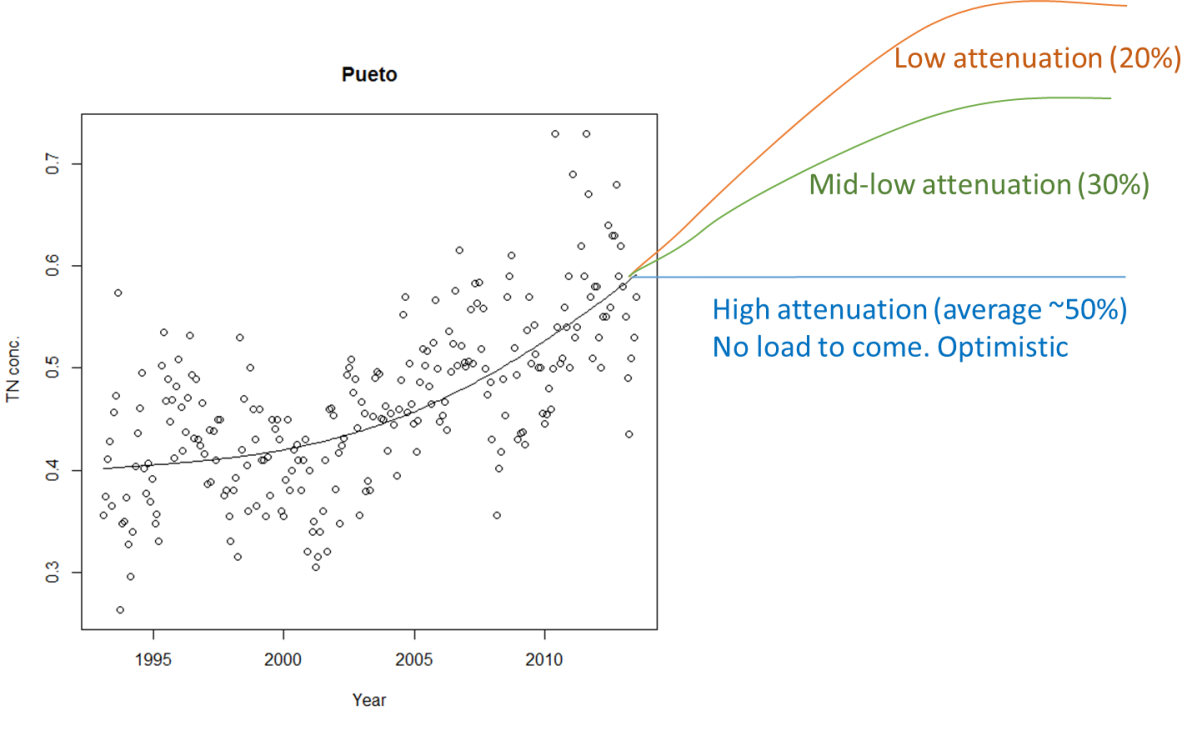 Pueto
Low attenuation (20%)
Mid-low attenuation (30%)
High attenuation (average ~50%)
No load to come. Optimistic
TN conc.
0.7
0.6
0.5
0.4
0.3
1995 2000 2005 2010
Year